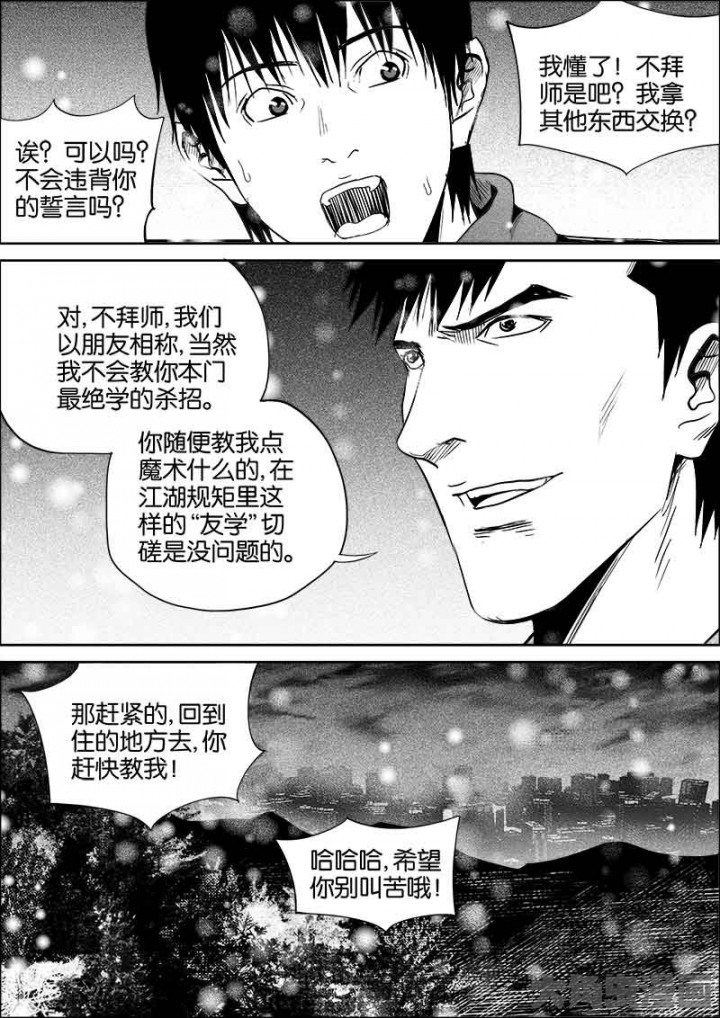 我懂了！不拜
师是吧？我拿
其他东西交换？
诶？可以吗？
不会违背你
的誓言吗？
对，不拜师，我们
以朋友相称，当然
我不会教你本门
最绝学的杀招。
你随便教我点
魔术什么的，在
江湖规矩里这
样的“友学”切
磋是没问题的。
那赶紧的，回到
住的地方去，你
赶快教我！
哈哈哈，希望
你别叫苦哦！